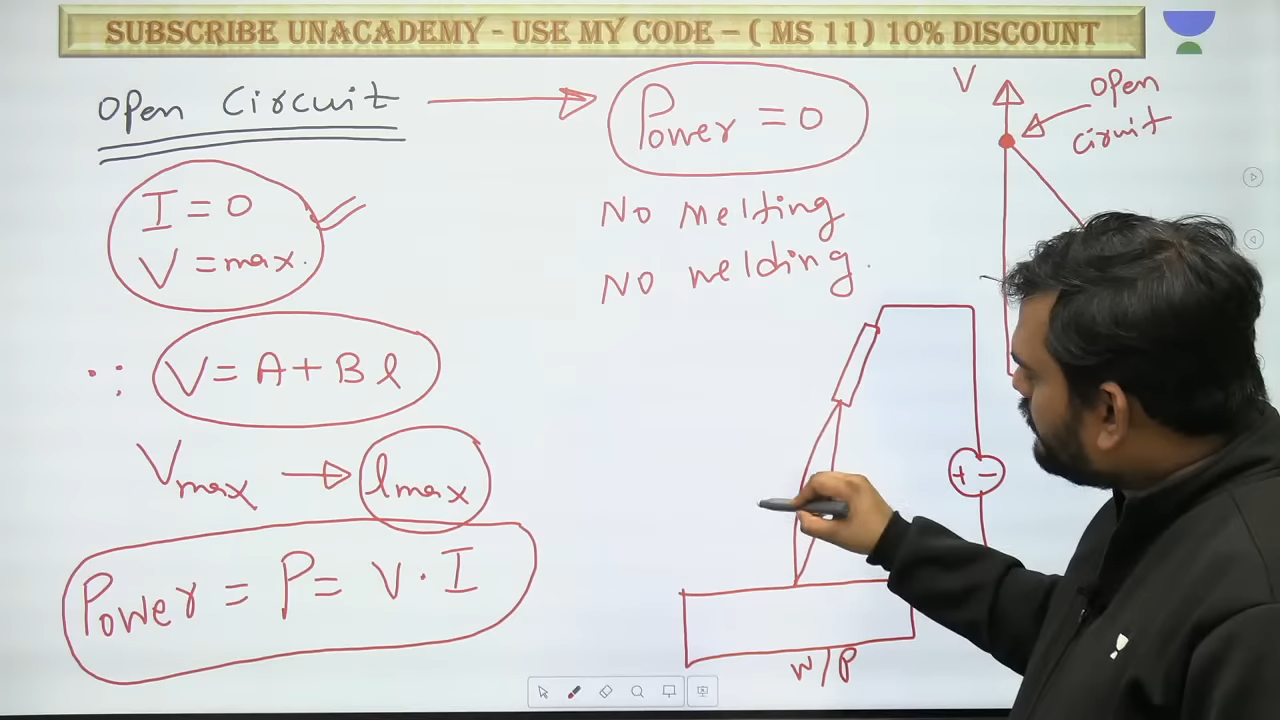 SUBSCRIBE UNACADEMY - USE MY CODE – ( MS 11) 10% DISCOUNT
Open Circuit
Power = 0
V
Open
circuit
I = 0
V = max.
No melting
No welding.
∵ V = A + B l
Vmax → lmax
Power = P = V · I
+ −
W/P